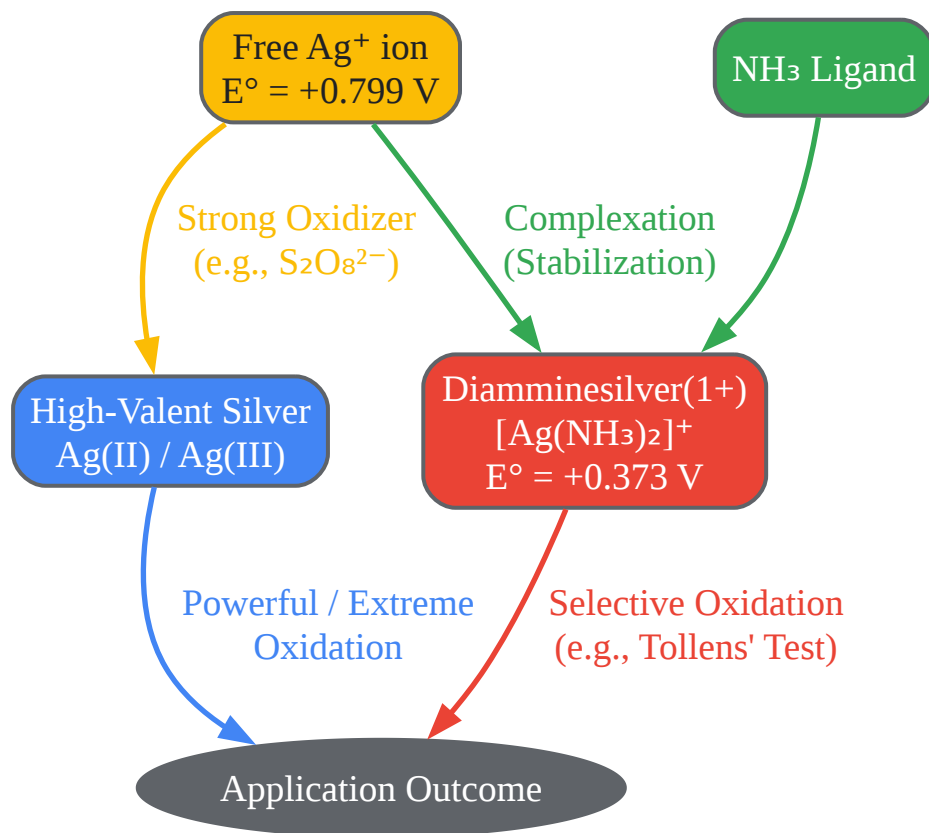 Free Ag⁺ ion
E° = +0.799 V
NH₃ Ligand
Strong Oxidizer
(e.g., S₂O₈²⁻)
Complexation
(Stabilization)
High-Valent Silver
Ag(II) / Ag(III)
Diamminesilver(1+)
[Ag(NH₃)₂]⁺
E° = +0.373 V
Powerful / Extreme
Oxidation
Selective Oxidation
(e.g., Tollens' Test)
Application Outcome